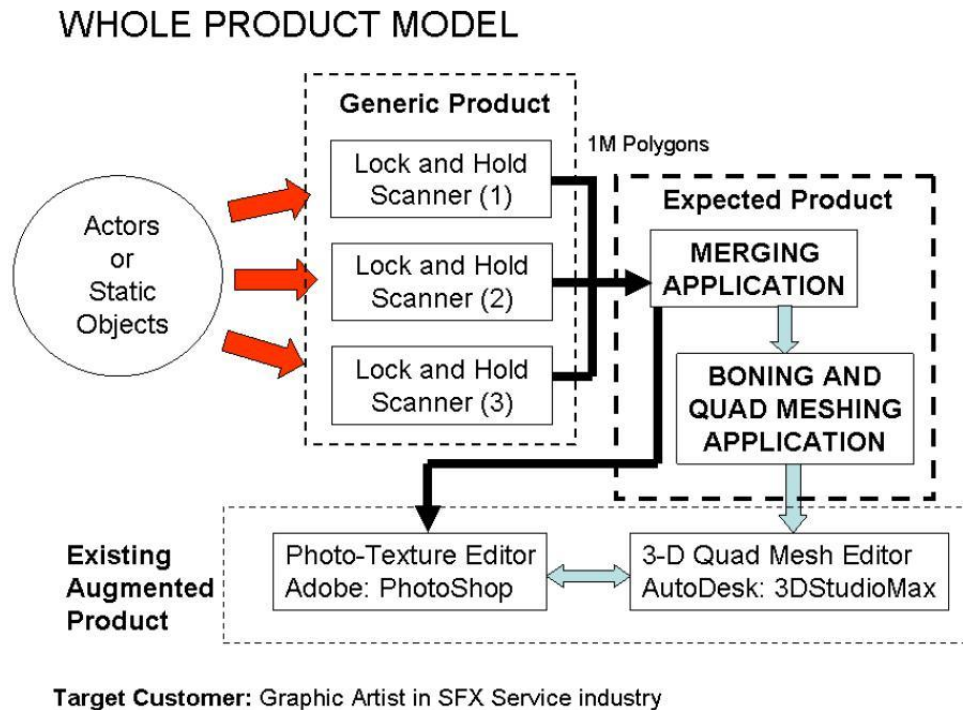 WHOLE PRODUCT MODEL
Generic Product
Lock and Hold
Scanner (1)
1M Polygons
Actors
or
Static
Objects
Lock and Hold
Scanner (2)
Lock and Hold
Scanner (3)
Expected Product
MERGING
APPLICATION
BONING AND
QUAD MESHING
APPLICATION
Existing
Augmented
Product
Photo-Texture Editor
Adobe: PhotoShop
3-D Quad Mesh Editor
AutoDesk: 3DStudioMax
Target Customer: Graphic Artist in SFX Service industry